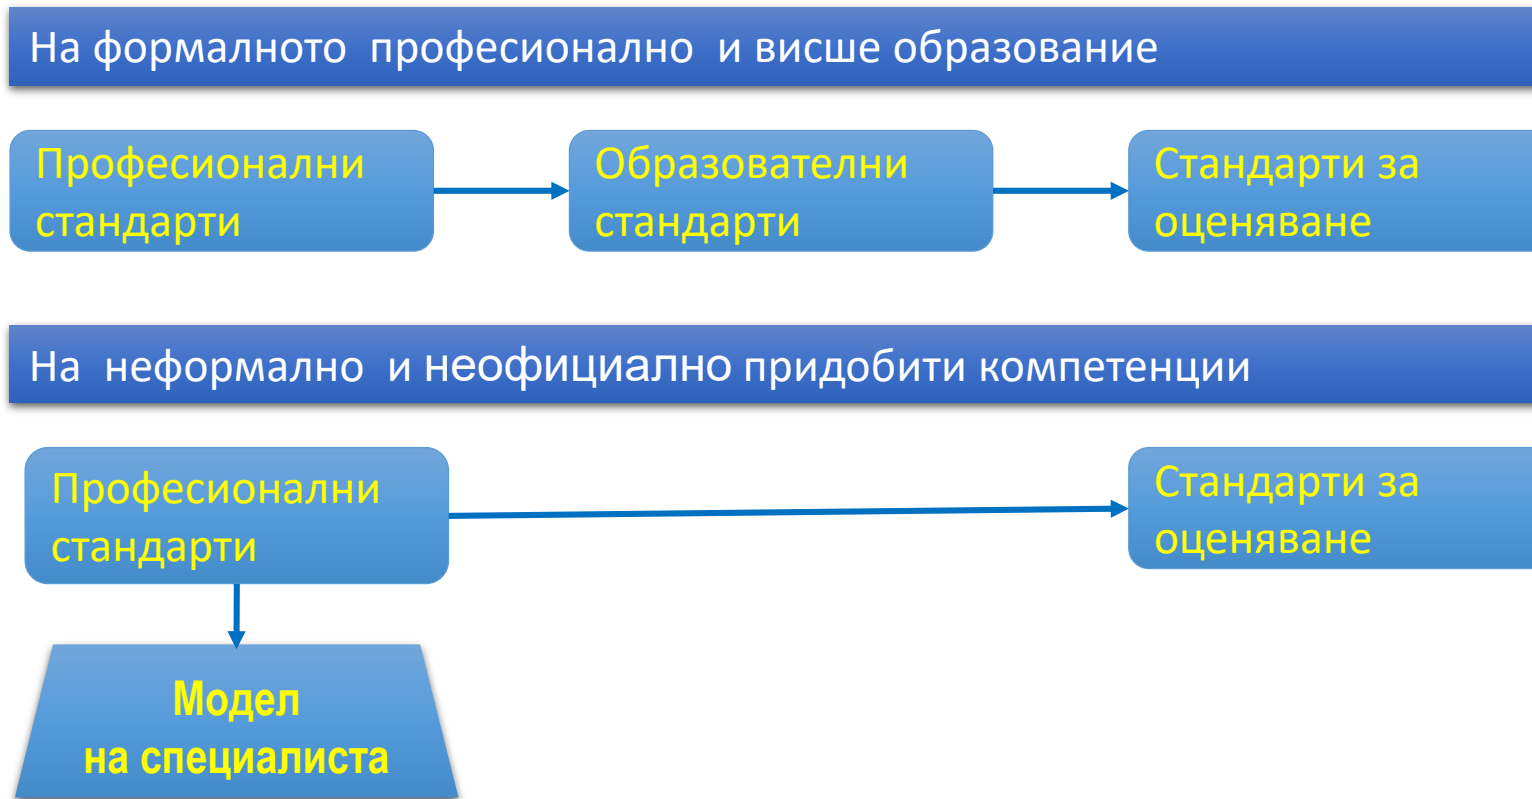 На формалното  професионално  и висше образование
Професионални
стандарти
Образователни
стандарти
Стандарти за
оценяване
На  неформално  и неофициално придобити компетенции
Професионални
стандарти
Стандарти за
оценяване
Модел
на специалиста